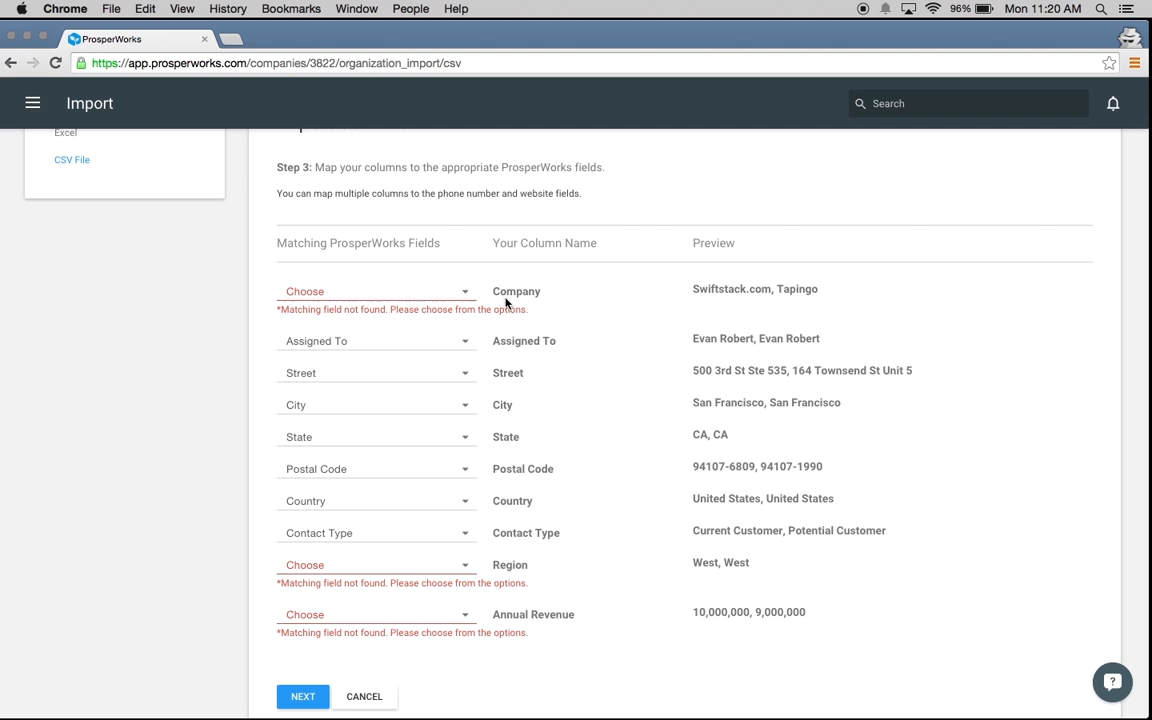 Chrome File Edit View History Bookmarks Window People Help 96% Mon 11:20 AM
ProsperWorks
https://app.prosperworks.com/companies/3822/organization_import/csv
Import Search
Excel
CSV File
Step 3: Map your columns to the appropriate ProsperWorks fields.
You can map multiple columns to the phone number and website fields.
Matching ProsperWorks Fields Your Column Name Preview
Choose Company Swiftstack.com, Tapingo
*Matching field not found. Please choose from the options.
Assigned To Assigned To Evan Robert, Evan Robert
Street Street 500 3rd St Ste 535, 164 Townsend St Unit 5
City City San Francisco, San Francisco
State State CA, CA
Postal Code Postal Code 94107-6809, 94107-1990
Country Country United States, United States
Contact Type Contact Type Current Customer, Potential Customer
Choose Region West, West
*Matching field not found. Please choose from the options.
Choose Annual Revenue 10,000,000, 9,000,000
*Matching field not found. Please choose from the options.
NEXT CANCEL